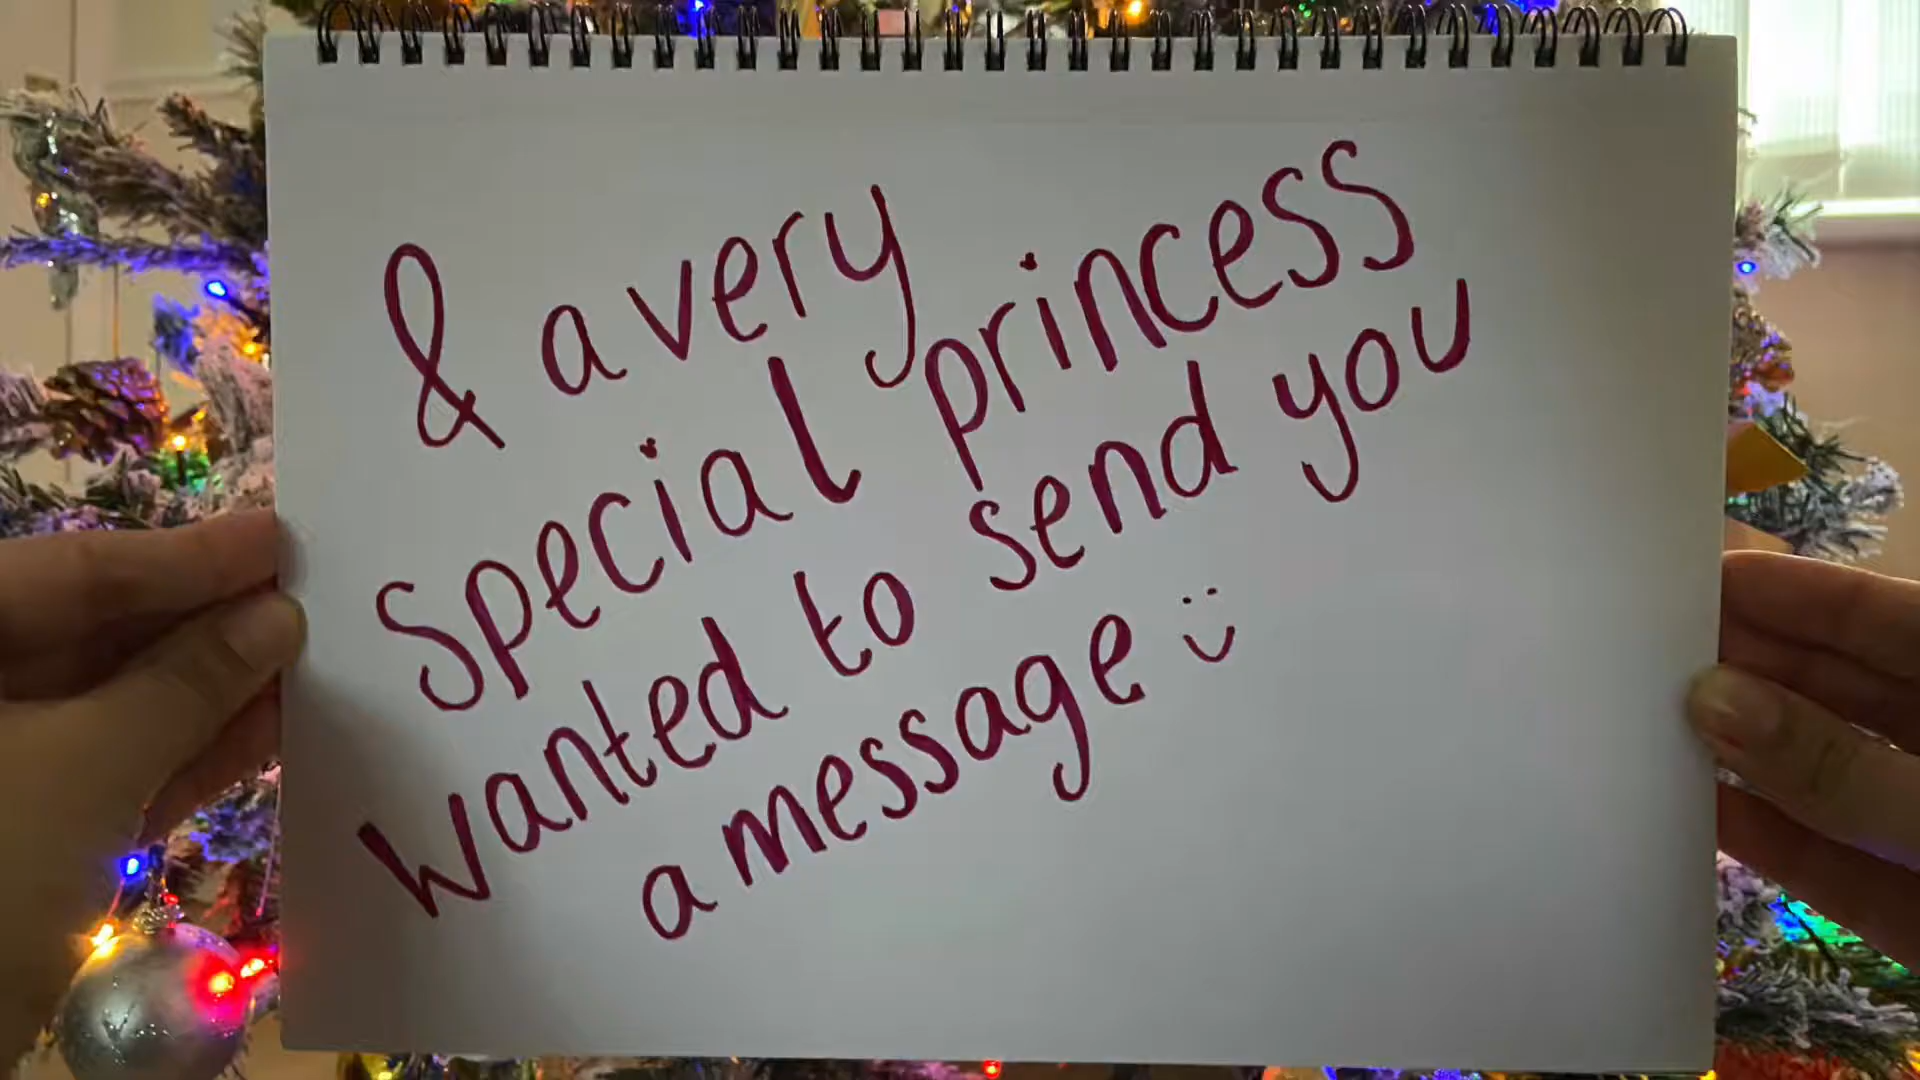 & a very
special princess
wanted to send you
a message :)